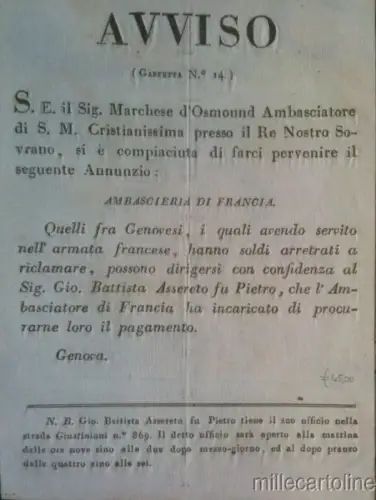 AVVISO
(Gazzetta N.º 14)
S. E. il Sig. Marchese d'Osmound Ambasciatore
di S. M. Cristianissima presso il Re Nostro So-
vrano, si è compiaciuta di farci pervenire il
seguente Annunzio:
AMBASCIERIA DI FRANCIA.
Quelli fra Genovesi, i quali avendo servito
nell' armata francese, hanno soldi arretrati a
riclamare, possono dirigersi con confidenza al
Sig. Gio. Battista Assereto fu Pietro, che l' Am-
basciatore di Francia ha incaricato di procu-
rarne loro il pagamento.
Genova.
N. B. Gio. Battista Assereto fu Pietro tiene il suo officio nella
strada Giustiniani n.º 869. Il detto officio sarà aperto alla mattina
dalle ore nove sino alle due dopo mezzo-giorno, ed al dopo pranzo
dalle quattro sino alle sei.
millecartoline